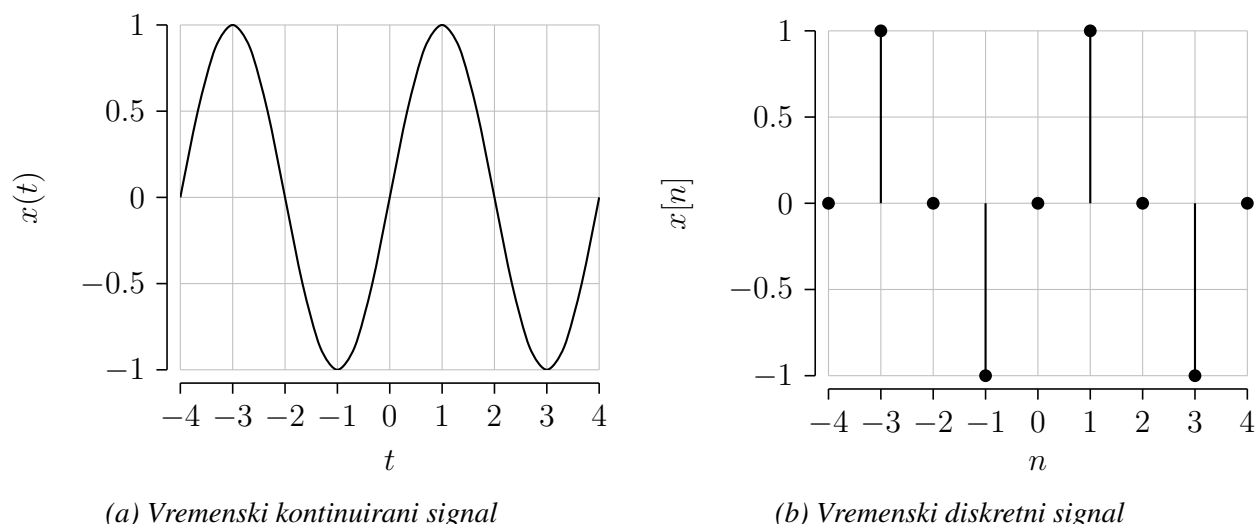 1
0.5
0
−0.5
−1
x(t)
−4 −3 −2 −1 0 1 2 3 4
t
(a) Vremenski kontinuirani signal
1
0.5
0
−0.5
−1
x[n]
−4 −3 −2 −1 0 1 2 3 4
n
(b) Vremenski diskretni signal